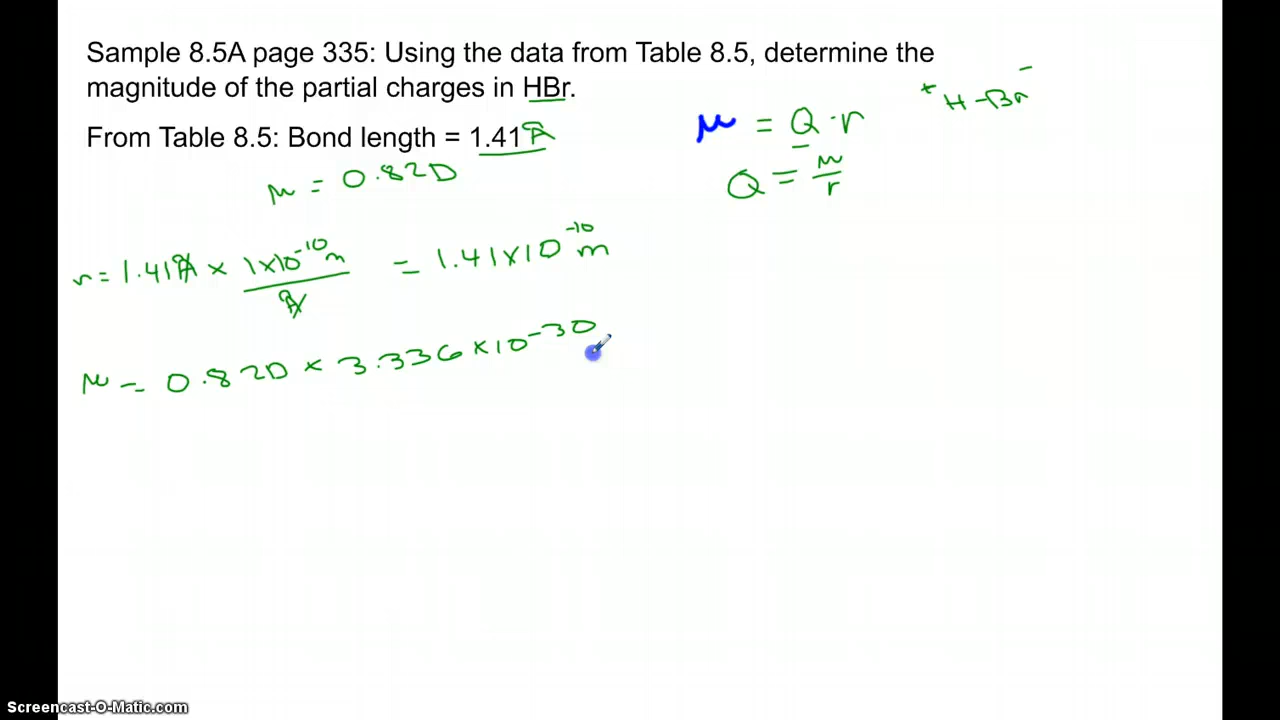 Sample 8.5A page 335: Using the data from Table 8.5, determine the
magnitude of the partial charges in HBr.
+ H-Br -
From Table 8.5: Bond length = 1.41Å
μ = Q·r
μ = 0.82D
Q = μ/r
r = 1.41Å × 1×10⁻¹⁰m/Å = 1.41×10⁻¹⁰ m
μ = 0.82D × 3.336×10⁻³⁰
Screencast-O-Matic.com